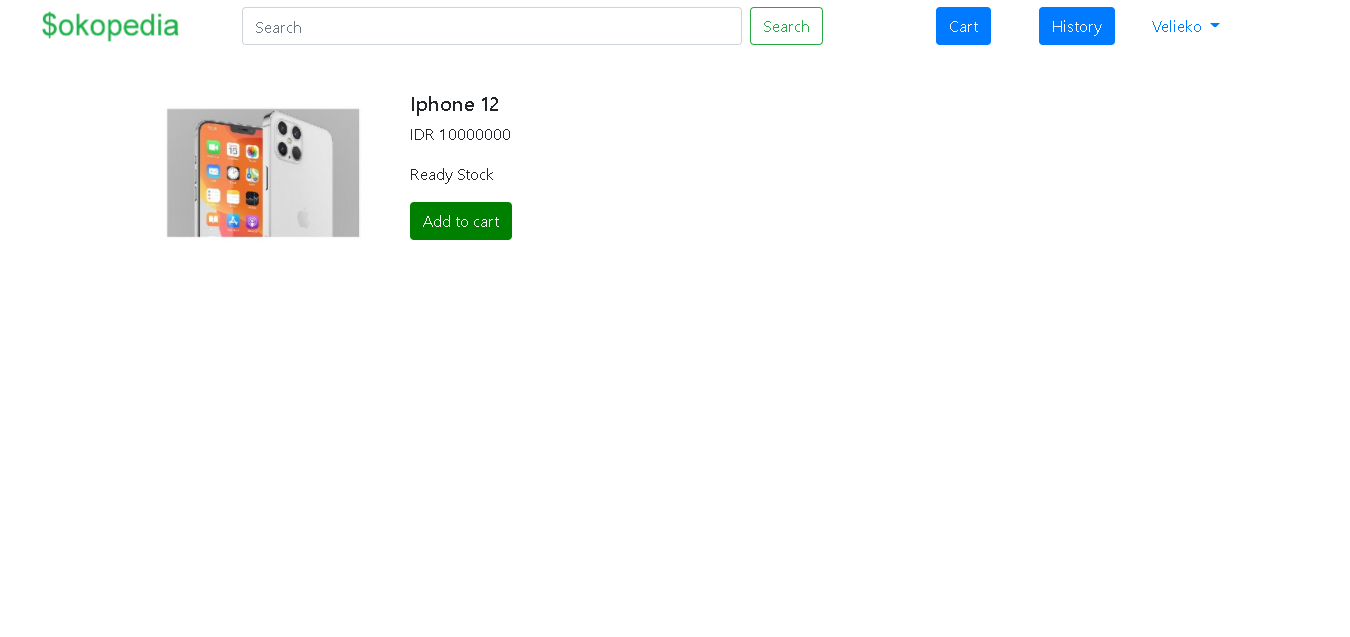 $okopedia
Search
Search
Cart
History
Velieko
Iphone 12
IDR 10000000
Ready Stock
Add to cart